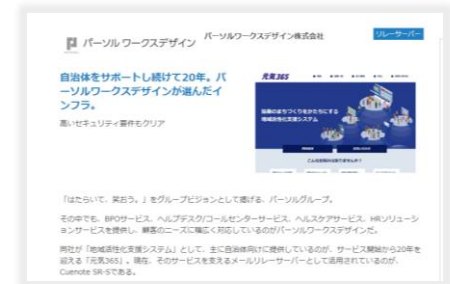 パーソル ワークスデザイン
パーソルワークスデザイン株式会社
リレーサーバー
自治体をサポートし続けて20年。パ
ーソルワークスデザインが選んだイ
ンフラ。
高いセキュリティ要件もクリア
元気365
地域活性化支援システム
「はたらいて、笑おう。」をグループビジョンとして掲げる、パーソルグループ。
その中でも、BPOサービス、ヘルプデスク/コールセンターサービス、ヘルスケアサービス、HRソリューシ
ョンサービスを提供し、顧客のニーズに幅広く対応しているのがパーソルワークスデザインだ。
同社が「地域活性化支援システム」として、主に自治体向けに提供しているのが、サービス開始から20年を
迎える「元気365」。現在、そのサービスを支えるメールリレーサーバーとして活用されているのが、
Cuenote SR-Sである。